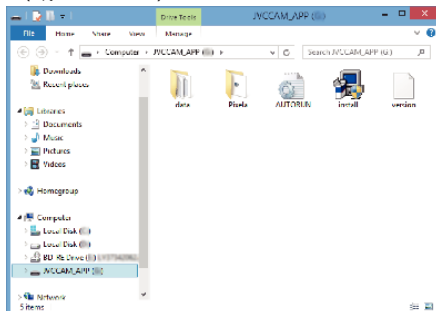 Drive Tools
JVCCAM_APP
File Home Share View Manage
Computer JVCCAM_APP
Search JVCCAM_APP (G:)
Downloads
Recent places
Libraries
Documents
Music
Pictures
Videos
Homegroup
Computer
Local Disk
Local Disk
BD-RE Drive
JVCCAM_APP
Network
data Pixela AUTORUN install version
5 items